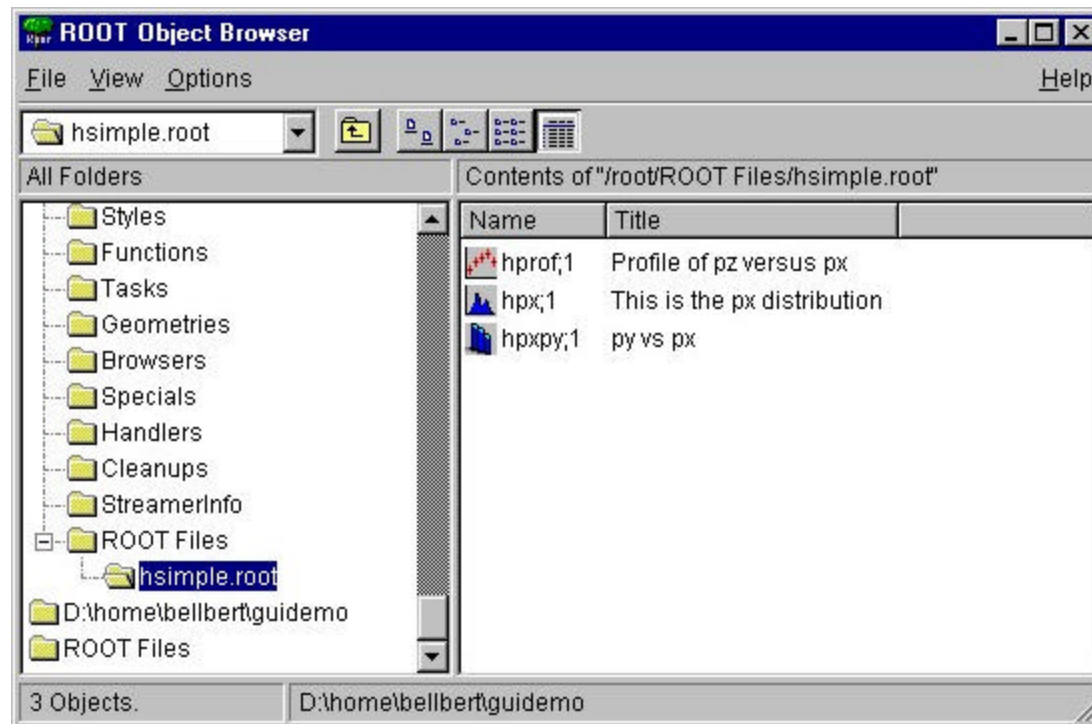 ROOT Object Browser
File View Options Help
hsimple.root
All Folders
Contents of "/root/ROOT Files/hsimple.root"
Styles
Functions
Tasks
Geometries
Browsers
Specials
Handlers
Cleanups
StreamerInfo
ROOT Files
hsimple.root
D:\home\bellbert\guidemo
ROOT Files
Name Title
hprof;1 Profile of pz versus px
hpx;1 This is the px distribution
hpxpy;1 py vs px
3 Objects. D:\home\bellbert\guidemo